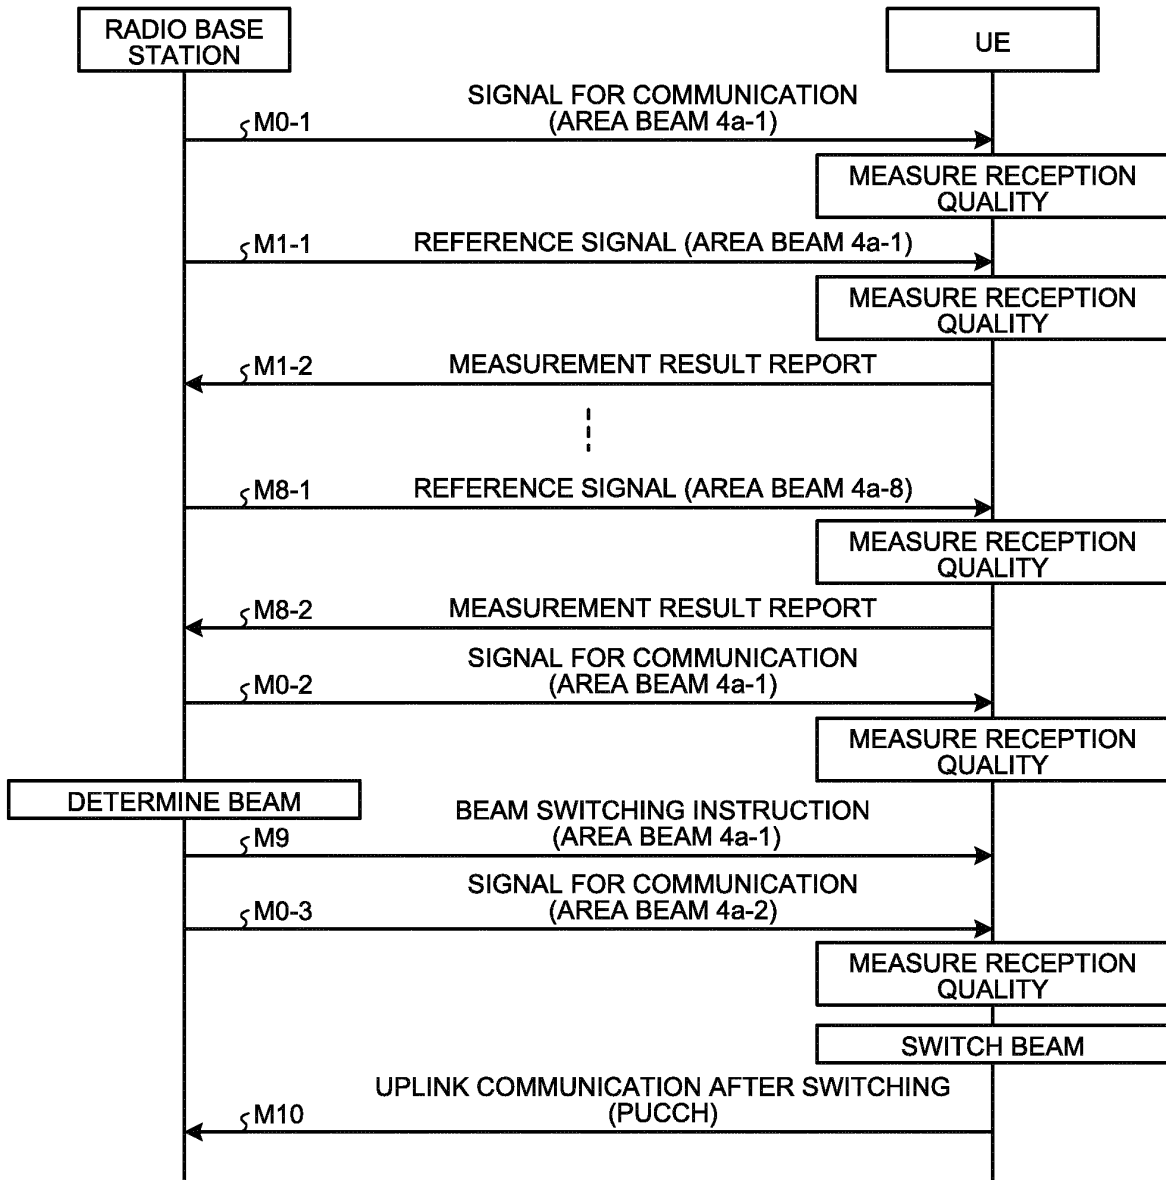 RADIO BASE
STATION
UE
SIGNAL FOR COMMUNICATION
(AREA BEAM 4a-1)
M0-1
MEASURE RECEPTION
QUALITY
M1-1
REFERENCE SIGNAL (AREA BEAM 4a-1)
MEASURE RECEPTION
QUALITY
M1-2
MEASUREMENT RESULT REPORT
M8-1
REFERENCE SIGNAL (AREA BEAM 4a-8)
MEASURE RECEPTION
QUALITY
M8-2
MEASUREMENT RESULT REPORT
SIGNAL FOR COMMUNICATION
(AREA BEAM 4a-1)
M0-2
MEASURE RECEPTION
QUALITY
DETERMINE BEAM
BEAM SWITCHING INSTRUCTION
(AREA BEAM 4a-1)
M9
SIGNAL FOR COMMUNICATION
(AREA BEAM 4a-2)
M0-3
MEASURE RECEPTION
QUALITY
SWITCH BEAM
UPLINK COMMUNICATION AFTER SWITCHING
(PUCCH)
M10